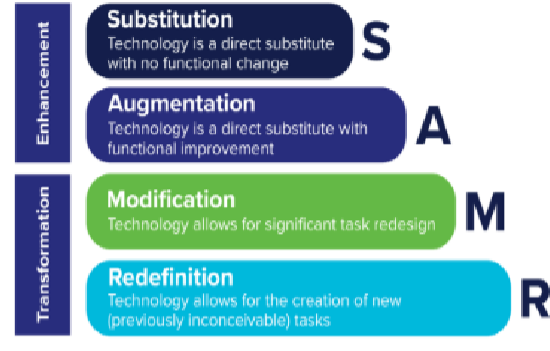 Enhancement
Substitution
Technology is a direct substitute
with no functional change
S
Augmentation
Technology is a direct substitute with
functional improvement
A
Transformation
Modification
Technology allows for significant task redesign
M
Redefinition
Technology allows for the creation of new
(previously inconceivable) tasks
R